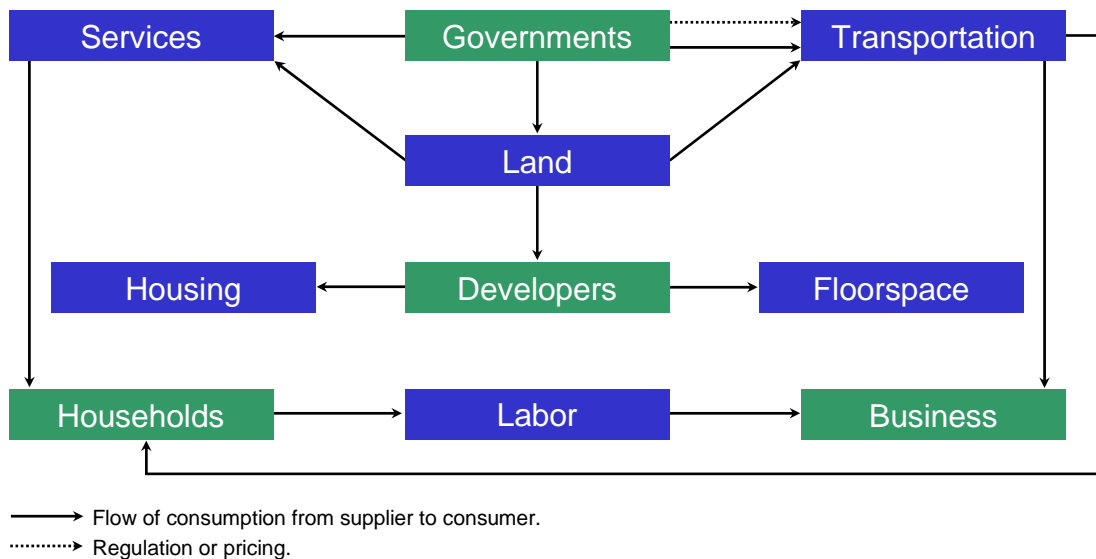 Services
Governments
Transportation
Land
Housing
Developers
Floorspace
Households
Labor
Business
Flow of consumption from supplier to consumer.
Regulation or pricing.